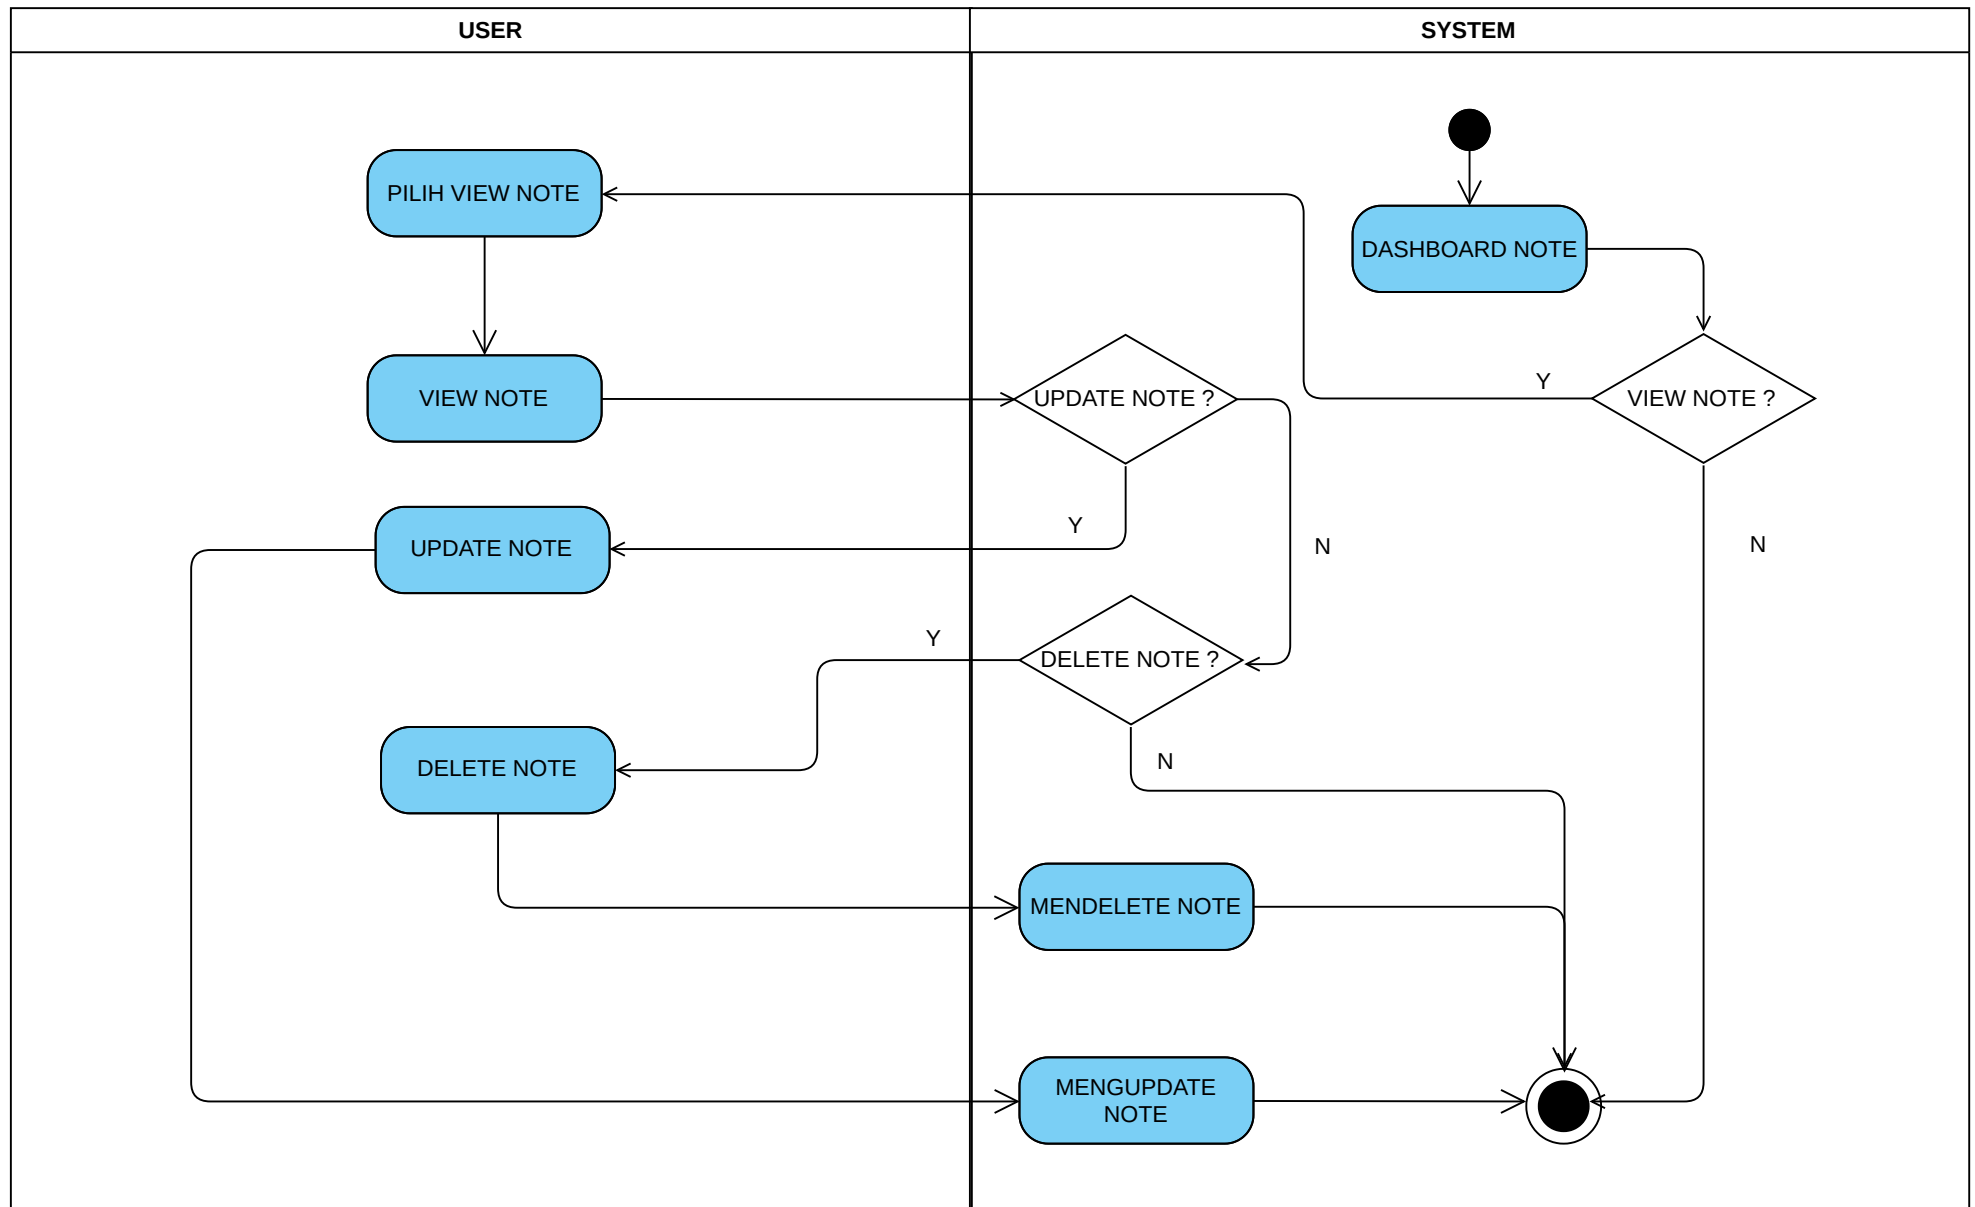 USER
SYSTEM
PILIH VIEW NOTE
DASHBOARD NOTE
Y
VIEW NOTE
UPDATE NOTE ?
VIEW NOTE ?
Y
UPDATE NOTE
N
N
Y
DELETE NOTE ?
DELETE NOTE
N
MENDELETE NOTE
MENGUPDATE
NOTE